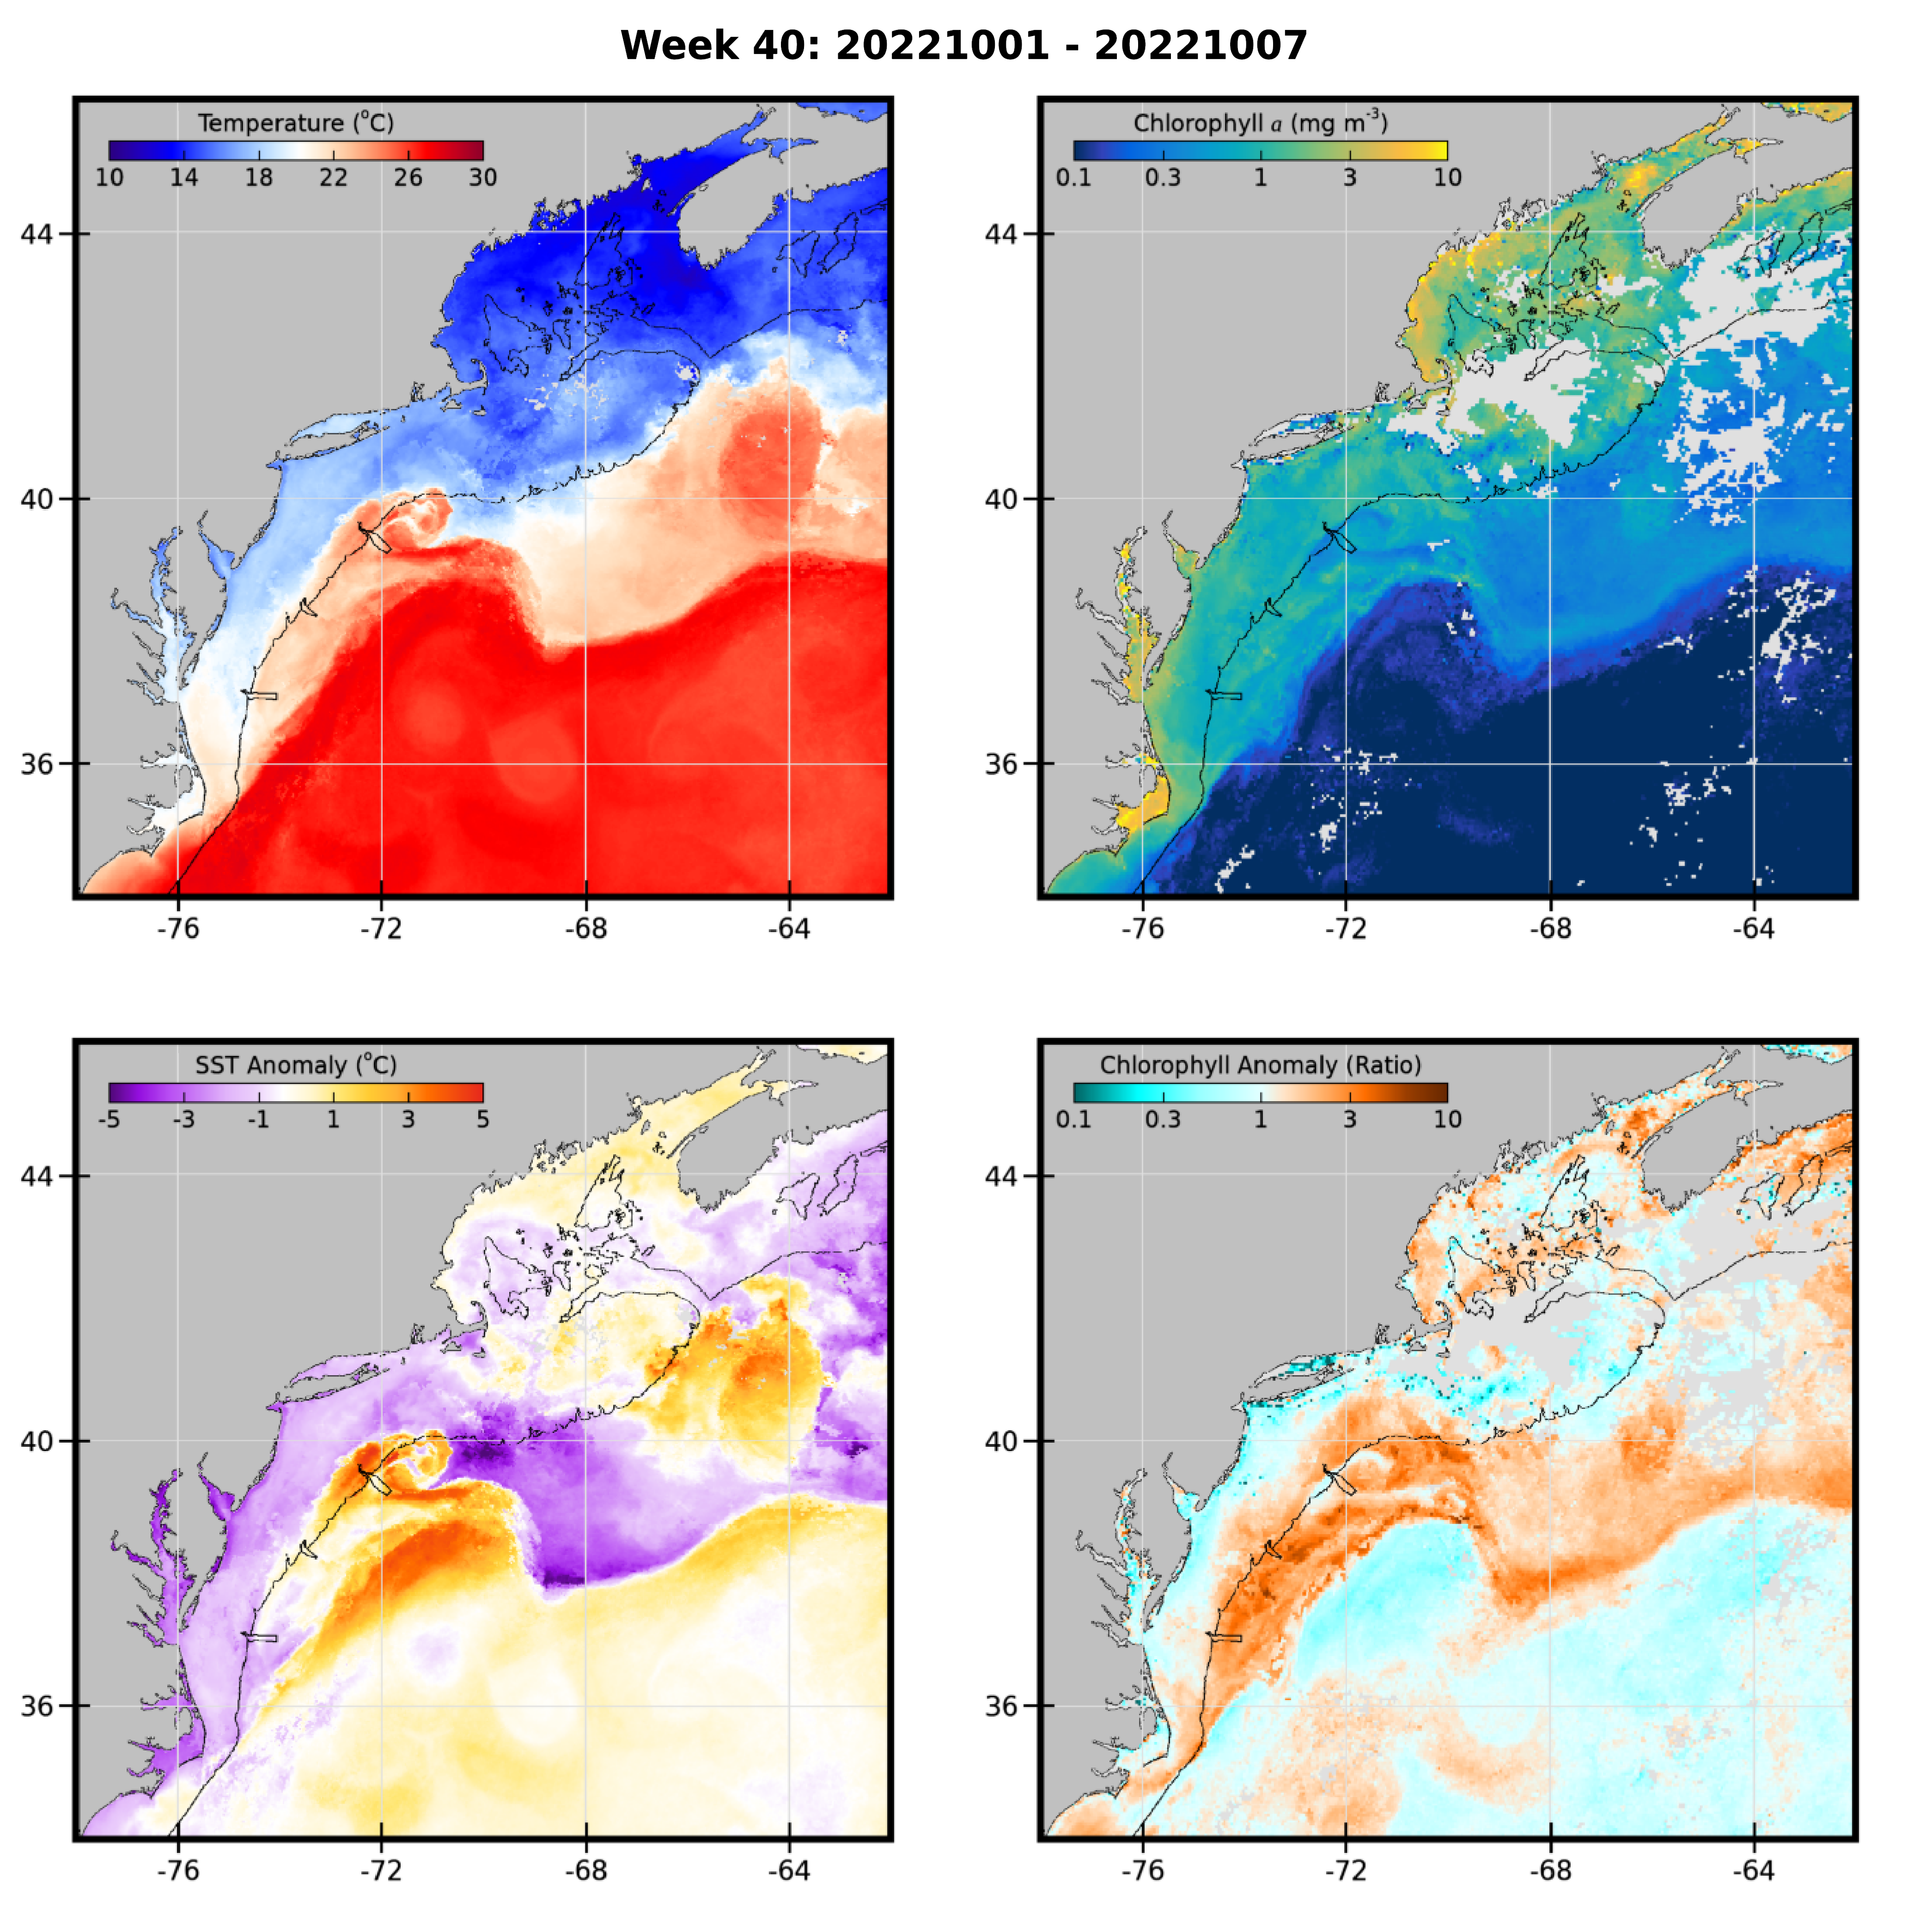 Week 40: 20221001 - 20221007
Temperature (°C)
10 14 18 22 26 30
44
40
36
-76 -72 -68 -64
Chlorophyll a (mg m⁻³)
0.1 0.3 1 3 10
44
40
36
-76 -72 -68 -64
SST Anomaly (°C)
-5 -3 -1 1 3 5
44
40
36
-76 -72 -68 -64
Chlorophyll Anomaly (Ratio)
0.1 0.3 1 3 10
44
40
36
-76 -72 -68 -64